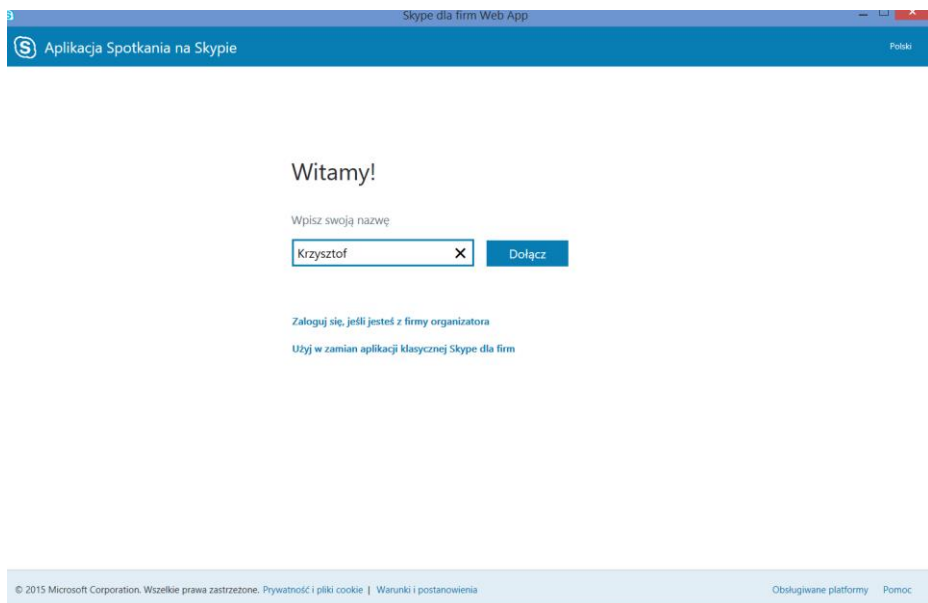 Skype dla firm Web App
Aplikacja Spotkania na Skypie
Polski
Witamy!
Wpisz swoją nazwę
Krzysztof
Dołącz
Zaloguj się, jeśli jesteś z firmy organizatora
Użyj w zamian aplikacji klasycznej Skype dla firm
© 2015 Microsoft Corporation. Wszelkie prawa zastrzeżone. Prywatność i pliki cookie | Warunki i postanowienia Obsługiwane platformy Pomoc